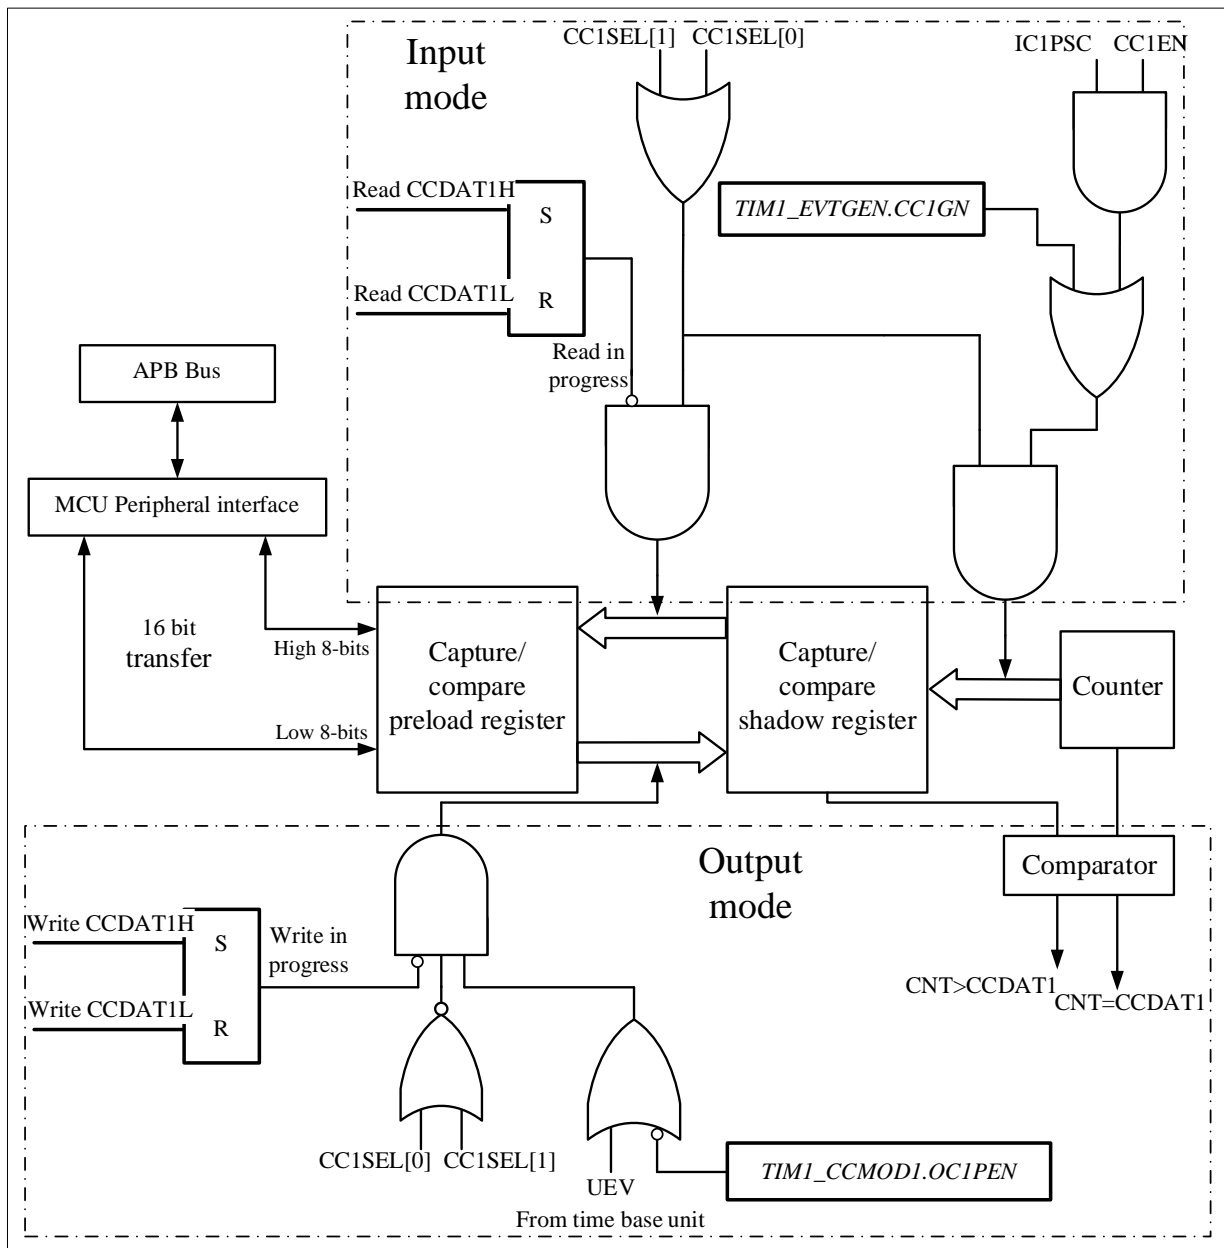 Input
mode
CC1SEL[1]
CC1SEL[0]
IC1PSC
CC1EN
Read CCDAT1H
S
TIM1_EVTGEN.CC1GN
Read CCDAT1L
R
Read in
progress
APB Bus
MCU Peripheral interface
16 bit
transfer
High 8-bits
Low 8-bits
Capture/
compare
preload register
Capture/
compare
shadow register
Counter
Output
mode
Comparator
Write CCDAT1H
S
Write in
progress
Write CCDAT1L
R
CNT>CCDAT1
CNT=CCDAT1
CC1SEL[0]
CC1SEL[1]
UEV
TIM1_CCMOD1.OC1PEN
From time base unit